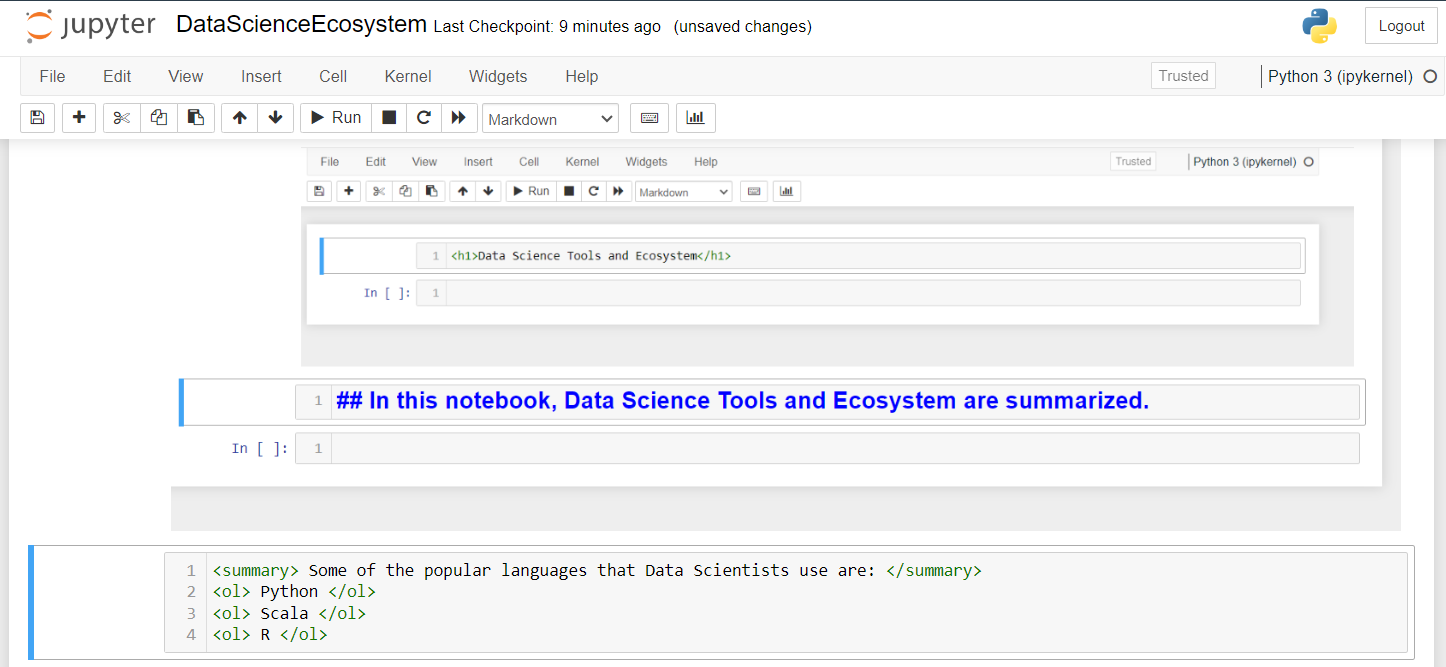 jupyter DataScienceEcosystem Last Checkpoint: 9 minutes ago (unsaved changes) Logout
File Edit View Insert Cell Kernel Widgets Help Trusted Python 3 (ipykernel)
Run Markdown
File Edit View Insert Cell Kernel Widgets Help Trusted Python 3 (ipykernel)
Run Markdown
1 <h1>Data Science Tools and Ecosystem</h1>
In [ ]: 1
1 ## In this notebook, Data Science Tools and Ecosystem are summarized.
In [ ]: 1
1 <summary> Some of the popular languages that Data Scientists use are: </summary>
2 <ol> Python </ol>
3 <ol> Scala </ol>
4 <ol> R </ol>